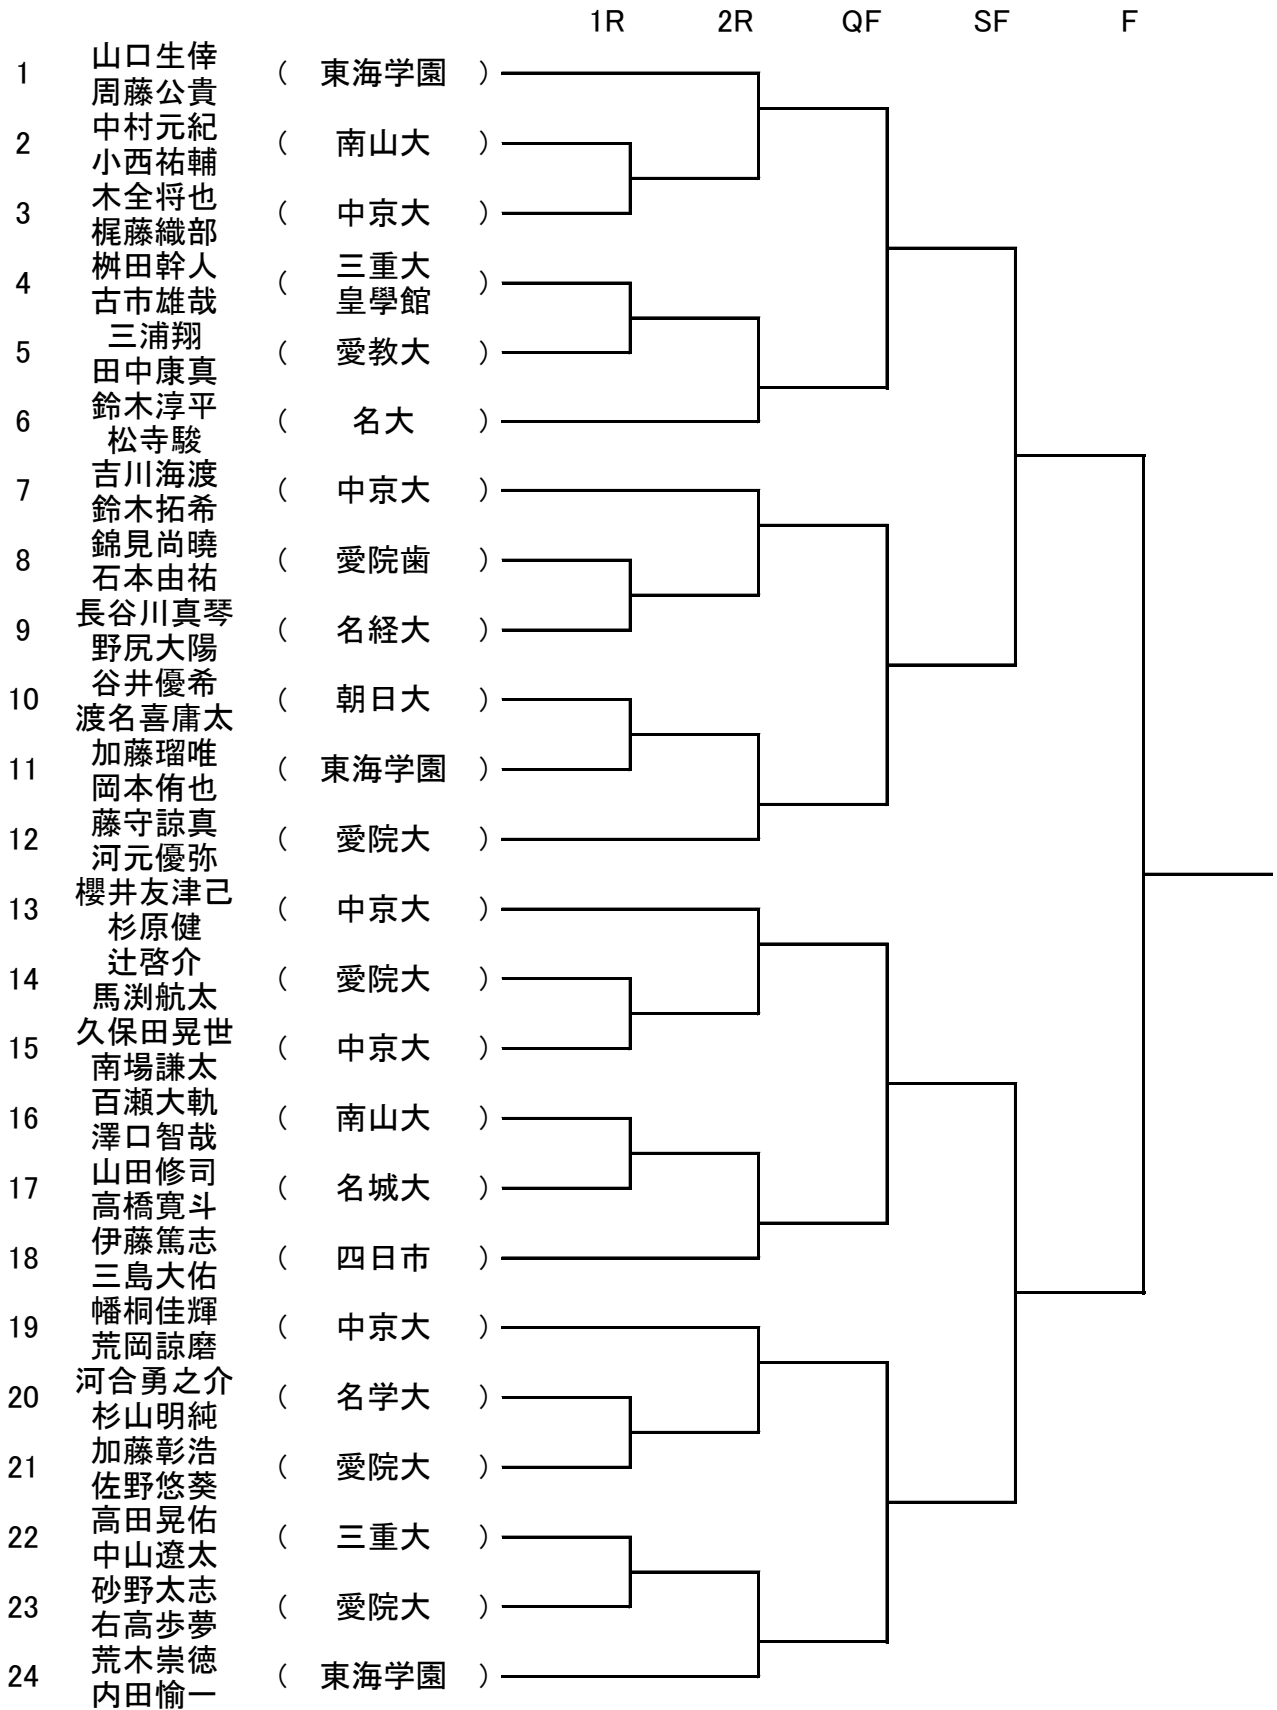 1R 2R QF SF F
山口生倖
1 ( 東海学園 )
周藤公貴
中村元紀
2 ( 南山大 )
小西祐輔
木全将也
3 ( 中京大 )
梶藤織部
桝田幹人 三重大
4 ( )
古市雄哉 皇學館
三浦翔
5 ( 愛教大 )
田中康真
鈴木淳平
6 ( 名大 )
松寺駿
吉川海渡
7 ( 中京大 )
鈴木拓希
錦見尚曉
8 ( 愛院歯 )
石本由祐
長谷川真琴
9 ( 名経大 )
野尻大陽
谷井優希
10 ( 朝日大 )
渡名喜庸太
加藤瑠唯
11 ( 東海学園 )
岡本侑也
藤守諒真
12 ( 愛院大 )
河元優弥
櫻井友津己
13 ( 中京大 )
杉原健
辻啓介
14 ( 愛院大 )
馬渕航太
久保田晃世
15 ( 中京大 )
南場謙太
百瀬大軌
16 ( 南山大 )
澤口智哉
山田修司
17 ( 名城大 )
高橋寛斗
伊藤篤志
18 ( 四日市 )
三島大佑
幡桐佳輝
19 ( 中京大 )
荒岡諒磨
河合勇之介
20 ( 名学大 )
杉山明純
加藤彰浩
21 ( 愛院大 )
佐野悠葵
高田晃佑
22 ( 三重大 )
中山遼太
砂野太志
23 ( 愛院大 )
右高歩夢
荒木崇徳
24 ( 東海学園 )
内田愉一